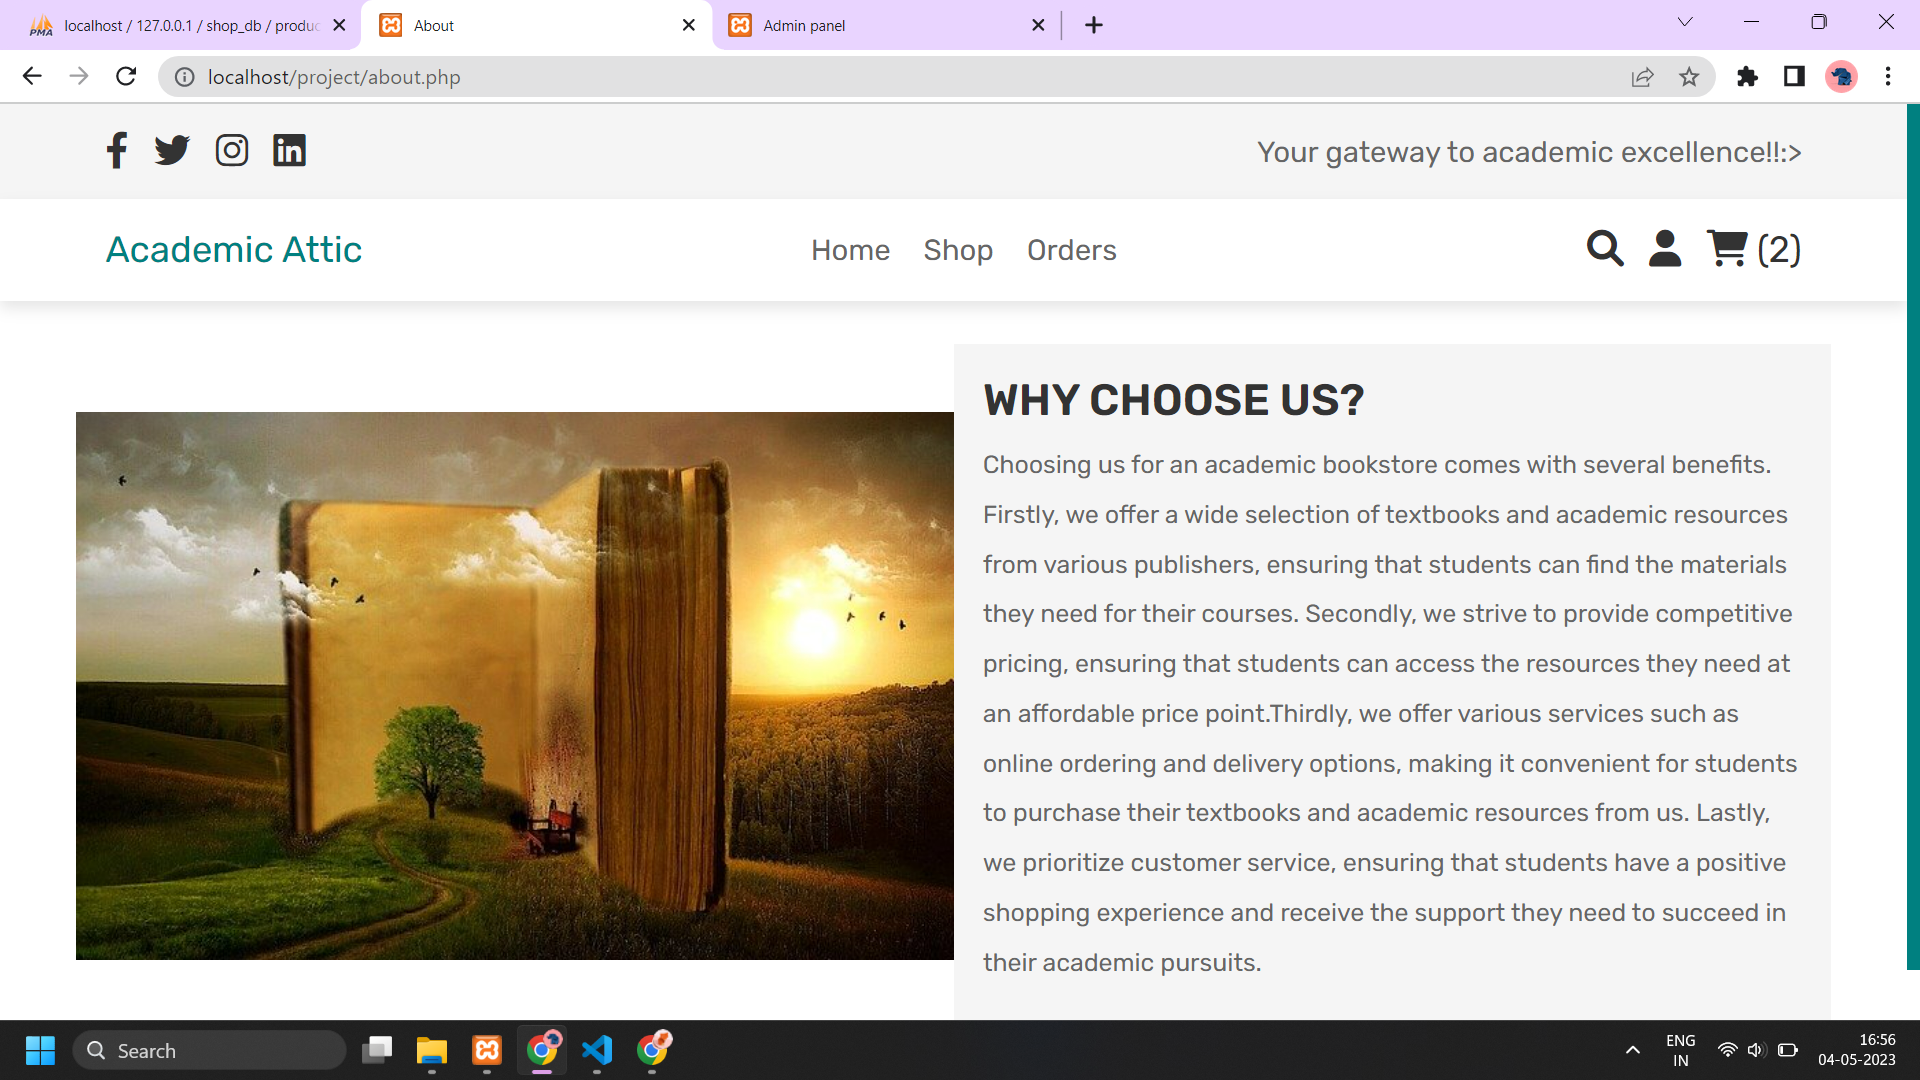 localhost / 127.0.0.1 / shop_db / produc
About
Admin panel
localhost/project/about.php
Your gateway to academic excellence!!:>
Academic Attic
Home
Shop
Orders
(2)
WHY CHOOSE US?
Choosing us for an academic bookstore comes with several benefits.
Firstly, we offer a wide selection of textbooks and academic resources
from various publishers, ensuring that students can find the materials
they need for their courses. Secondly, we strive to provide competitive
pricing, ensuring that students can access the resources they need at
an affordable price point.Thirdly, we offer various services such as
online ordering and delivery options, making it convenient for students
to purchase their textbooks and academic resources from us. Lastly,
we prioritize customer service, ensuring that students have a positive
shopping experience and receive the support they need to succeed in
their academic pursuits.
Search
ENG
IN
16:56
04-05-2023